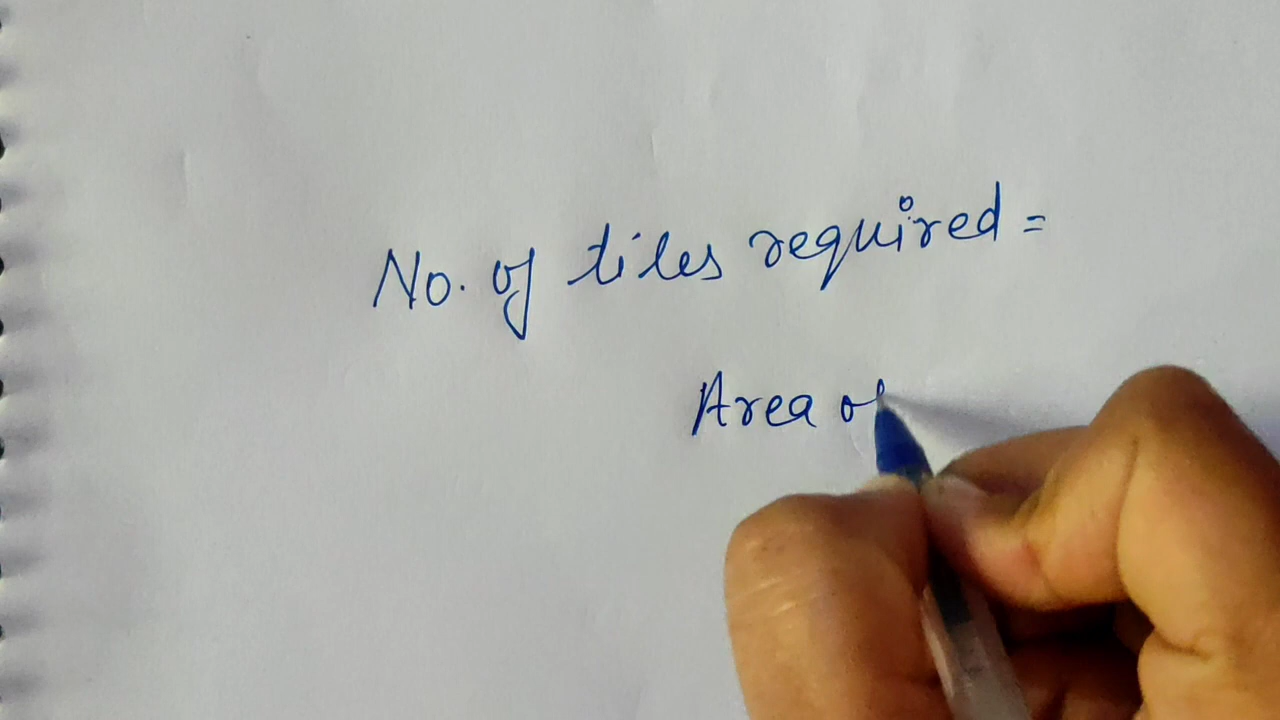 No. of tiles required =
Area of